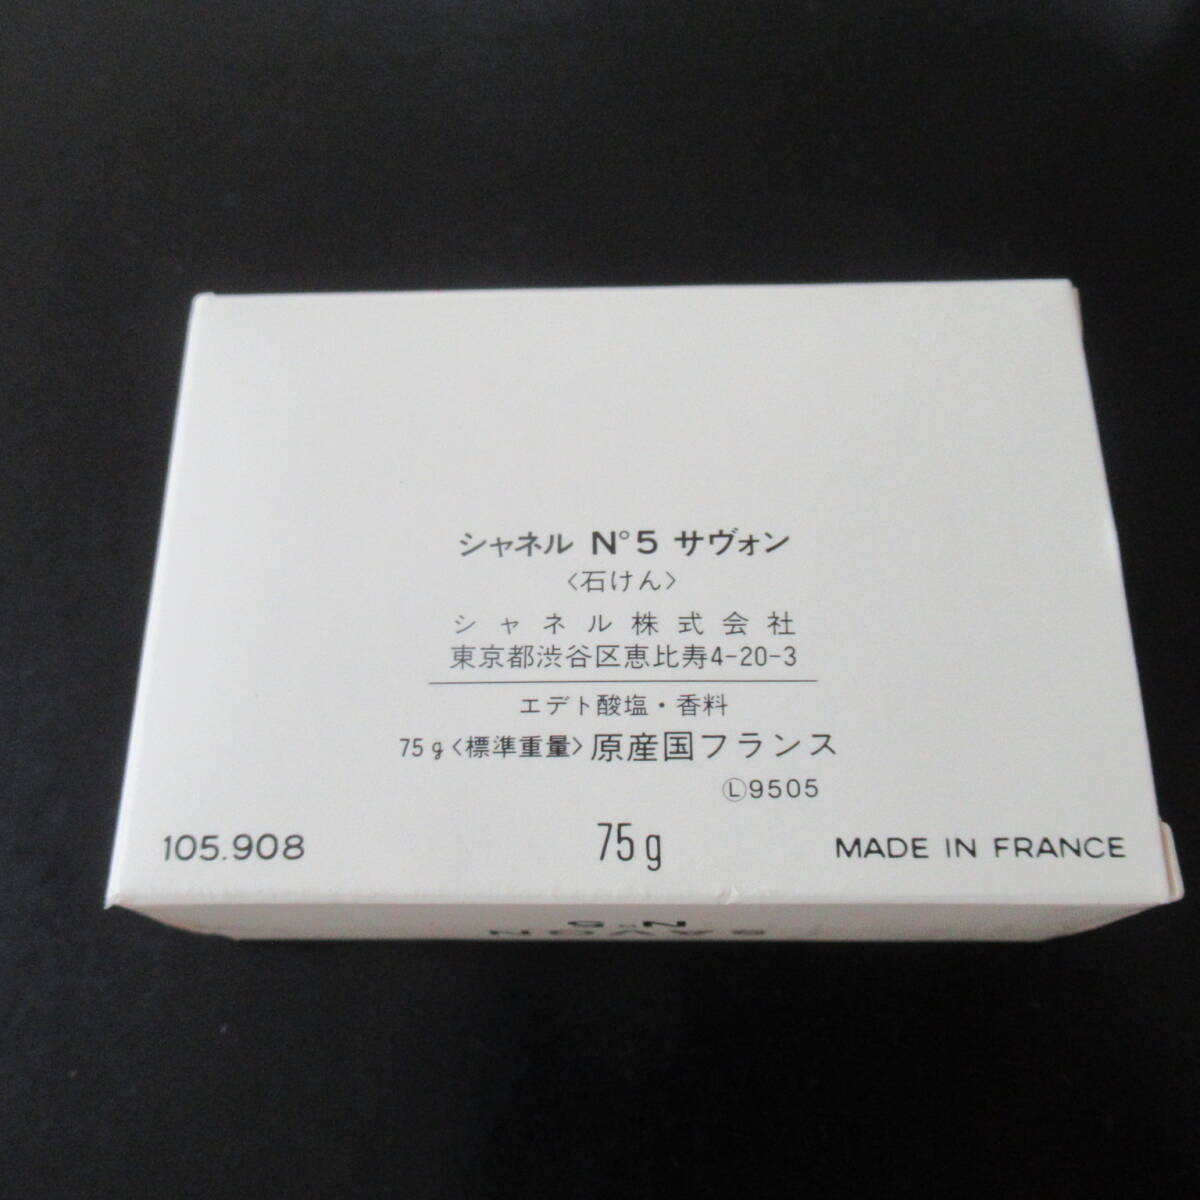 シャネル N°5 サヴォン
〈石けん〉
シャネル株式会社
東京都渋谷区恵比寿4-20-3
エデト酸塩・香料
75g〈標準重量〉原産国フランス
Ⓛ9505
105.908 75g MADE IN FRANCE
N°5
SAVON